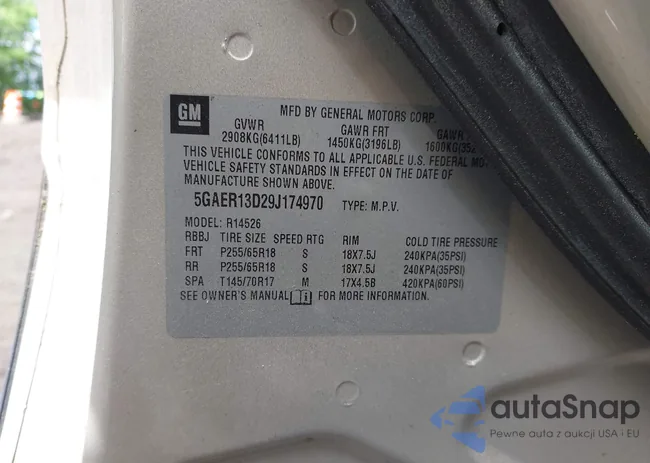 GM
MFD BY GENERAL MOTORS CORP.
GVWR GAWR FRT GAWR
2908KG(6411LB) 1450KG(3196LB) 1600KG(352
THIS VEHICLE CONFORMS TO ALL APPLICABLE U.S. FEDERAL MO
VEHICLE SAFETY STANDARDS IN EFFECT ON THE DATE OF
MANUFACTURE SHOWN ABOVE.
5GAER13D29J174970 TYPE: M.P.V.
MODEL: R14526
RBBJ TIRE SIZE SPEED RTG RIM COLD TIRE PRESSURE
FRT P255/65R18 S 18X7.5J 240KPA(35PSI)
RR P255/65R18 S 18X7.5J 240KPA(35PSI)
SPA T145/70R17 M 17X4.5B 420KPA(60PSI)
SEE OWNER'S MANUAL i FOR MORE INFORMATION.
autaSnap
Pewne auta z aukcji USA i EU